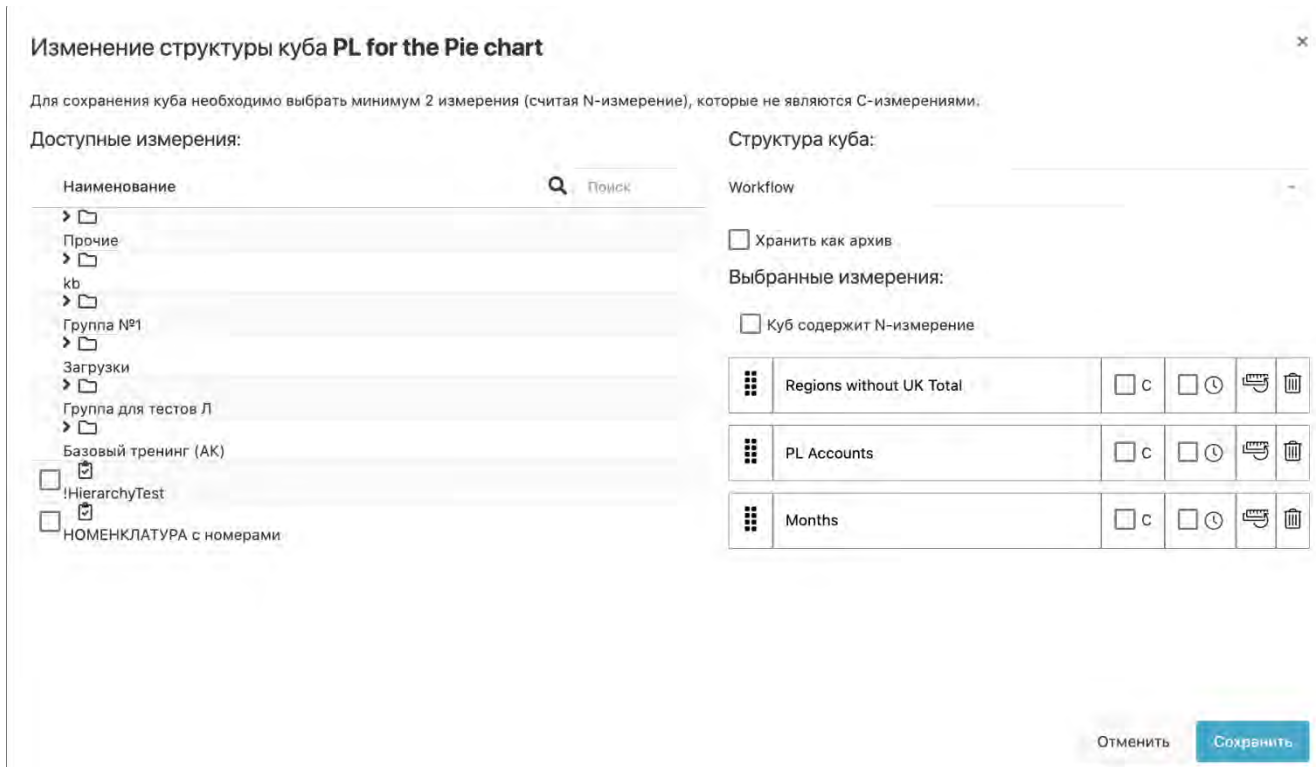 Изменение структуры куба PL for the Pie chart
×
Для сохранения куба необходимо выбрать минимум 2 измерения (считая N-измерение), которые не являются С-измерениями.
Доступные измерения:
Наименование
Поиск
Прочие
kb
Группа №1
Загрузки
Группа для тестов Л
Базовый тренинг (АК)
!HierarchyTest
НОМЕНКЛАТУРА с номерами
Структура куба:
Workflow
Хранить как архив
Выбранные измерения:
Куб содержит N-измерение
Regions without UK Total C
PL Accounts C
Months C
Отменить Сохранить